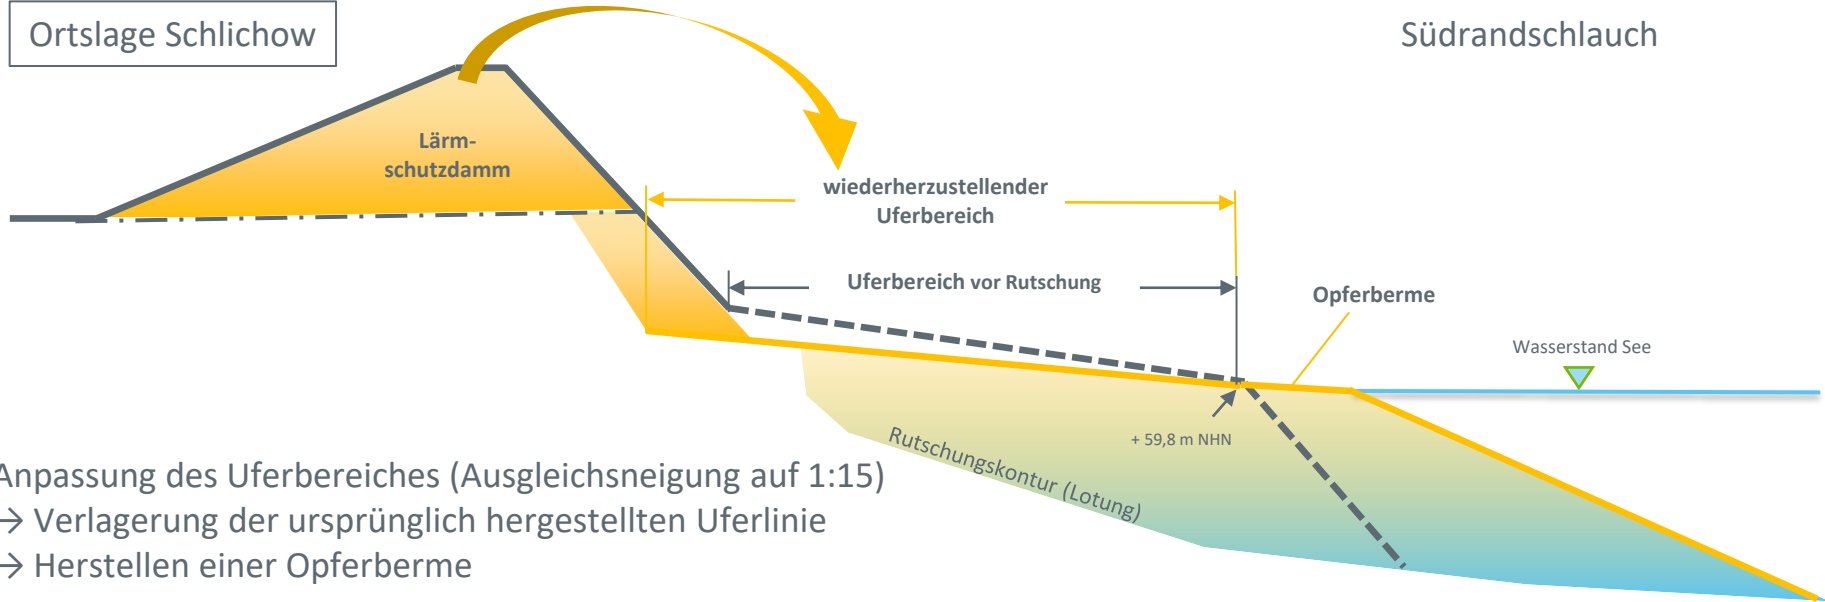 Ortslage Schlichow
Südrandschlauch
Lärm-
schutzdamm
wiederherzustellender
Uferbereich
Uferbereich vor Rutschung
Opferberme
Wasserstand See
+ 59,8 m NHN
Rutschungskontur (Lotung)
Anpassung des Uferbereiches (Ausgleichsneigung auf 1:15)
→ Verlagerung der ursprünglich hergestellten Uferlinie
→ Herstellen einer Opferberme